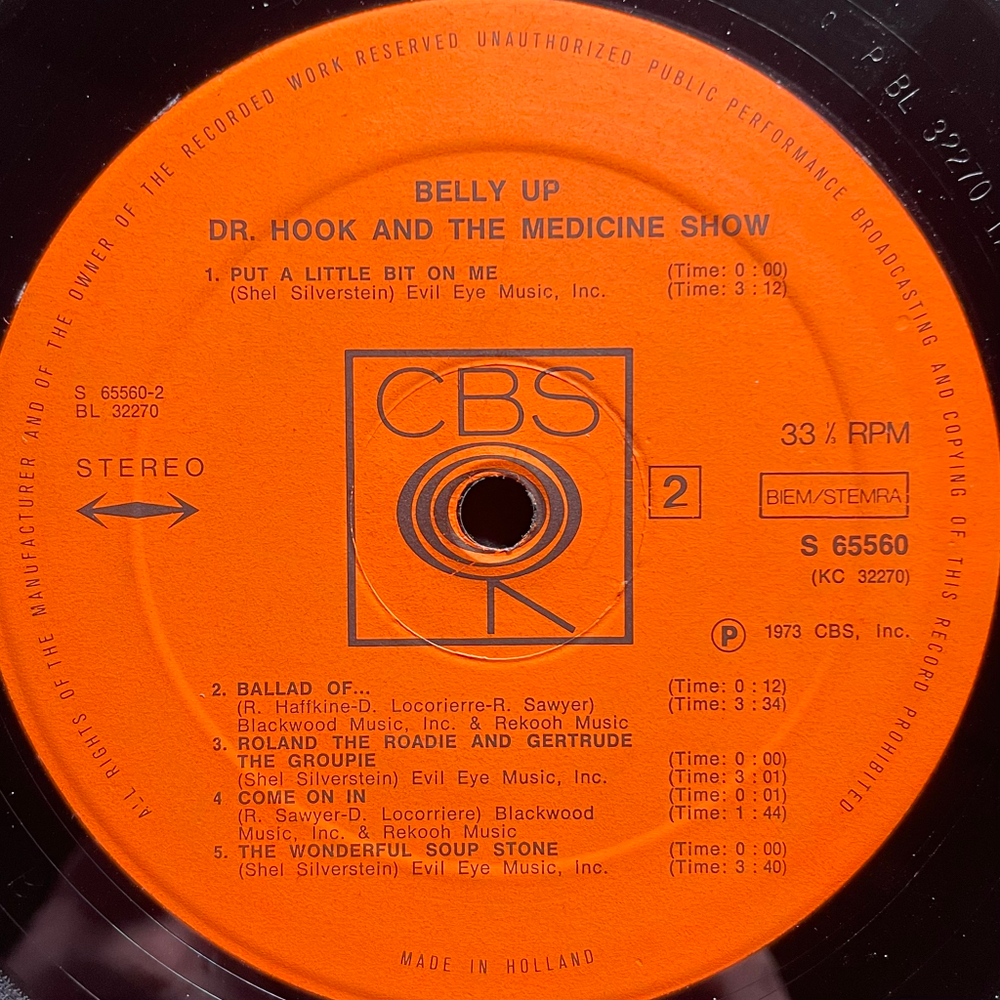 ALL RIGHTS OF THE MANUFACTURER AND OF THE OWNER OF THE RECORDED WORK RESERVED UNAUTHORIZED PUBLIC PERFORMANCE BROADCASTING AND COPYING OF THIS RECORD PROHIBITED
BL 32270
BELLY UP
DR. HOOK AND THE MEDICINE SHOW
1. PUT A LITTLE BIT ON ME (Time: 0 : 00)
(Shel Silverstein) Evil Eye Music, Inc. (Time: 3 : 12)
CBS
S 65560-2
BL 32270
STEREO
2
33 ⅓ RPM
BIEM/STEMRA
S 65560
(KC 32270)
Ⓟ 1973 CBS, Inc.
2. BALLAD OF... (Time: 0 : 12)
(R. Haffkine-D. Locorierre-R. Sawyer) (Time: 3 : 34)
Blackwood Music, Inc. & Rekooh Music
3. ROLAND THE ROADIE AND GERTRUDE
THE GROUPIE (Time: 0 : 00)
(Shel Silverstein) Evil Eye Music, Inc. (Time: 3 : 01)
4 COME ON IN (Time: 0 : 01)
(R. Sawyer-D. Locorriere) Blackwood (Time: 1 : 44)
Music, Inc. & Rekooh Music
5. THE WONDERFUL SOUP STONE (Time: 0 : 00)
(Shel Silverstein) Evil Eye Music, Inc. (Time: 3 : 40)
MADE IN HOLLAND